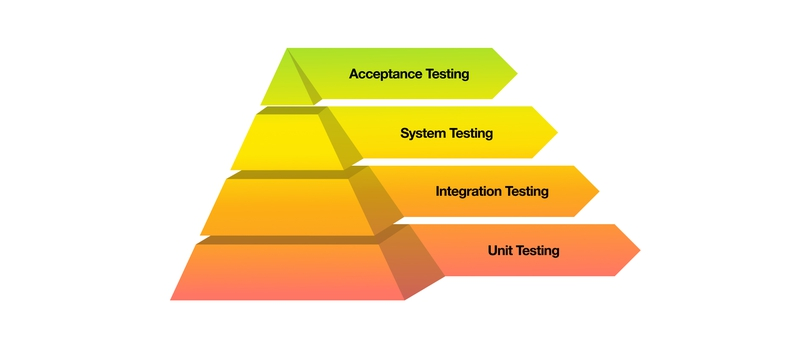 Acceptance Testing
System Testing
Integration Testing
Unit Testing